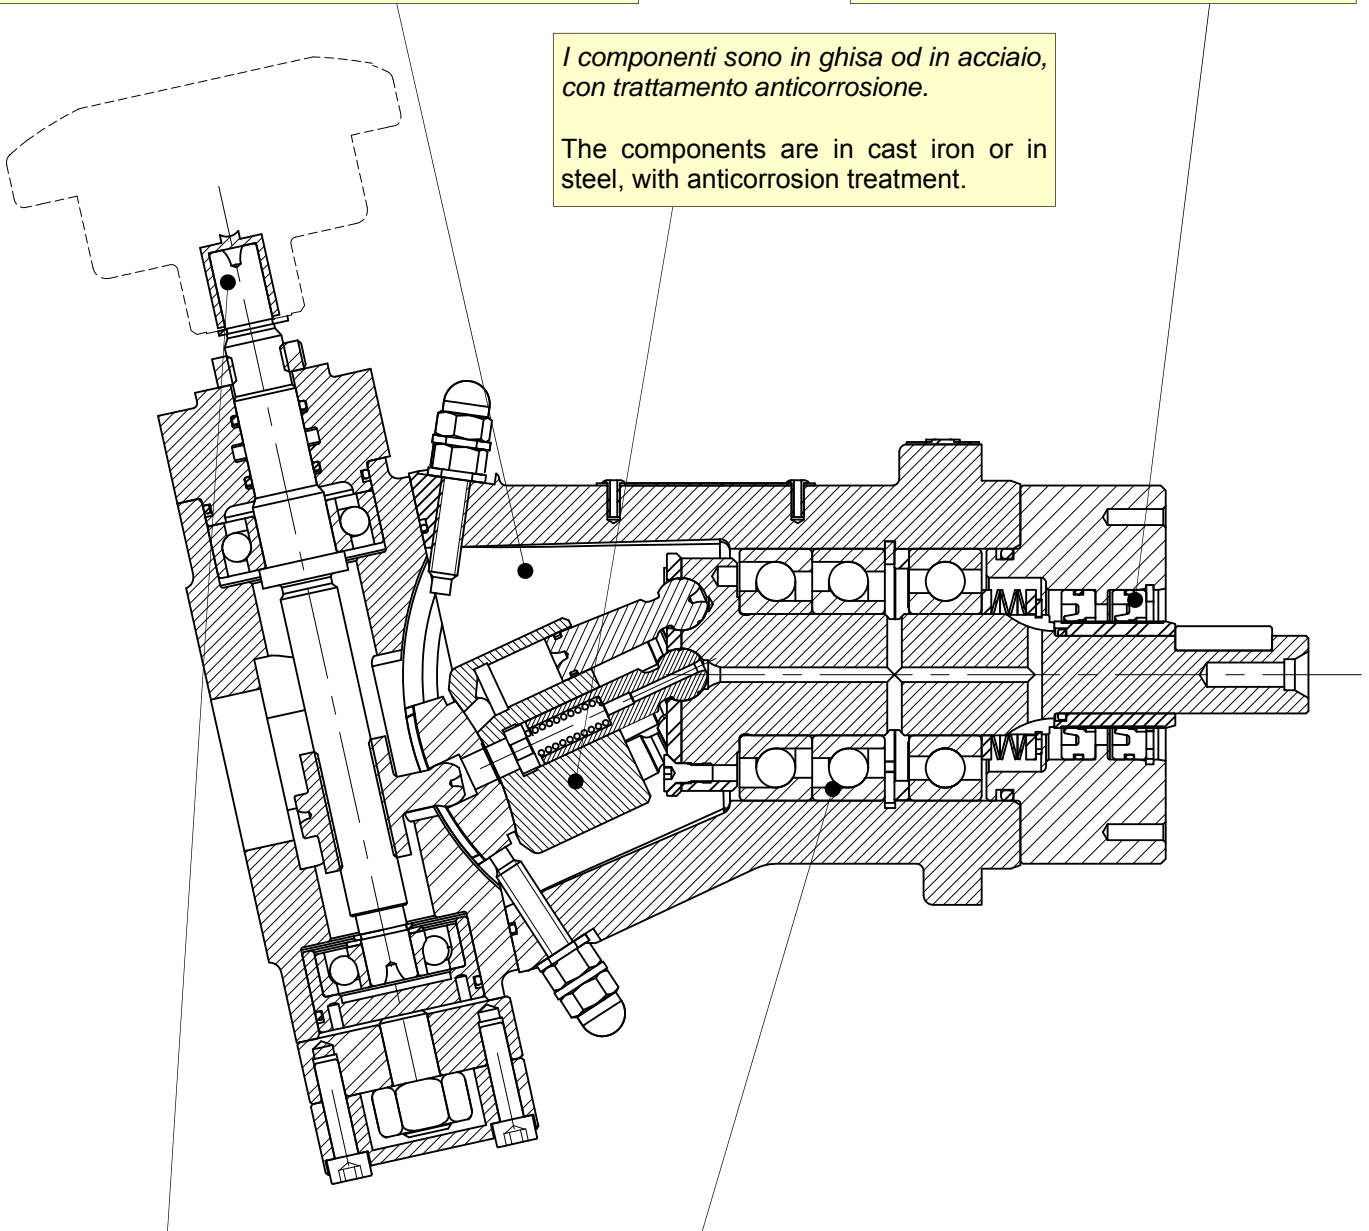 I componenti sono in ghisa od in acciaio,
con trattamento anticorrosione.
The components are in cast iron or in
steel, with anticorrosion treatment.